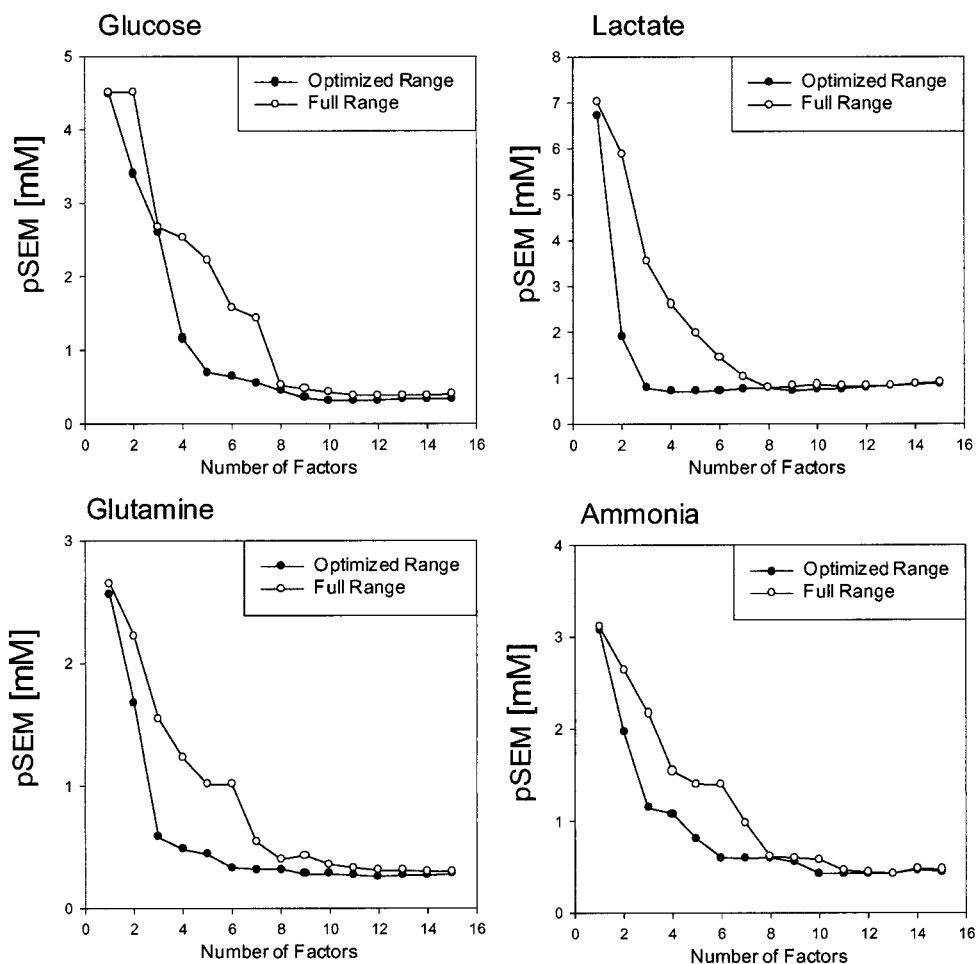 Glucose
5
4
3
2
1
0
pSEM [mM]
Optimized Range
Full Range
0 2 4 6 8 10 12 14 16
Number of Factors
Lactate
8
7
6
5
4
3
2
1
0
pSEM [mM]
Optimized Range
Full Range
0 2 4 6 8 10 12 14 16
Number of Factors
Glutamine
3
2
1
0
pSEM [mM]
Optimized Range
Full Range
0 2 4 6 8 10 12 14 16
Number of Factors
Ammonia
4
3
2
1
0
pSEM [mM]
Optimized Range
Full Range
0 2 4 6 8 10 12 14 16
Number of Factors